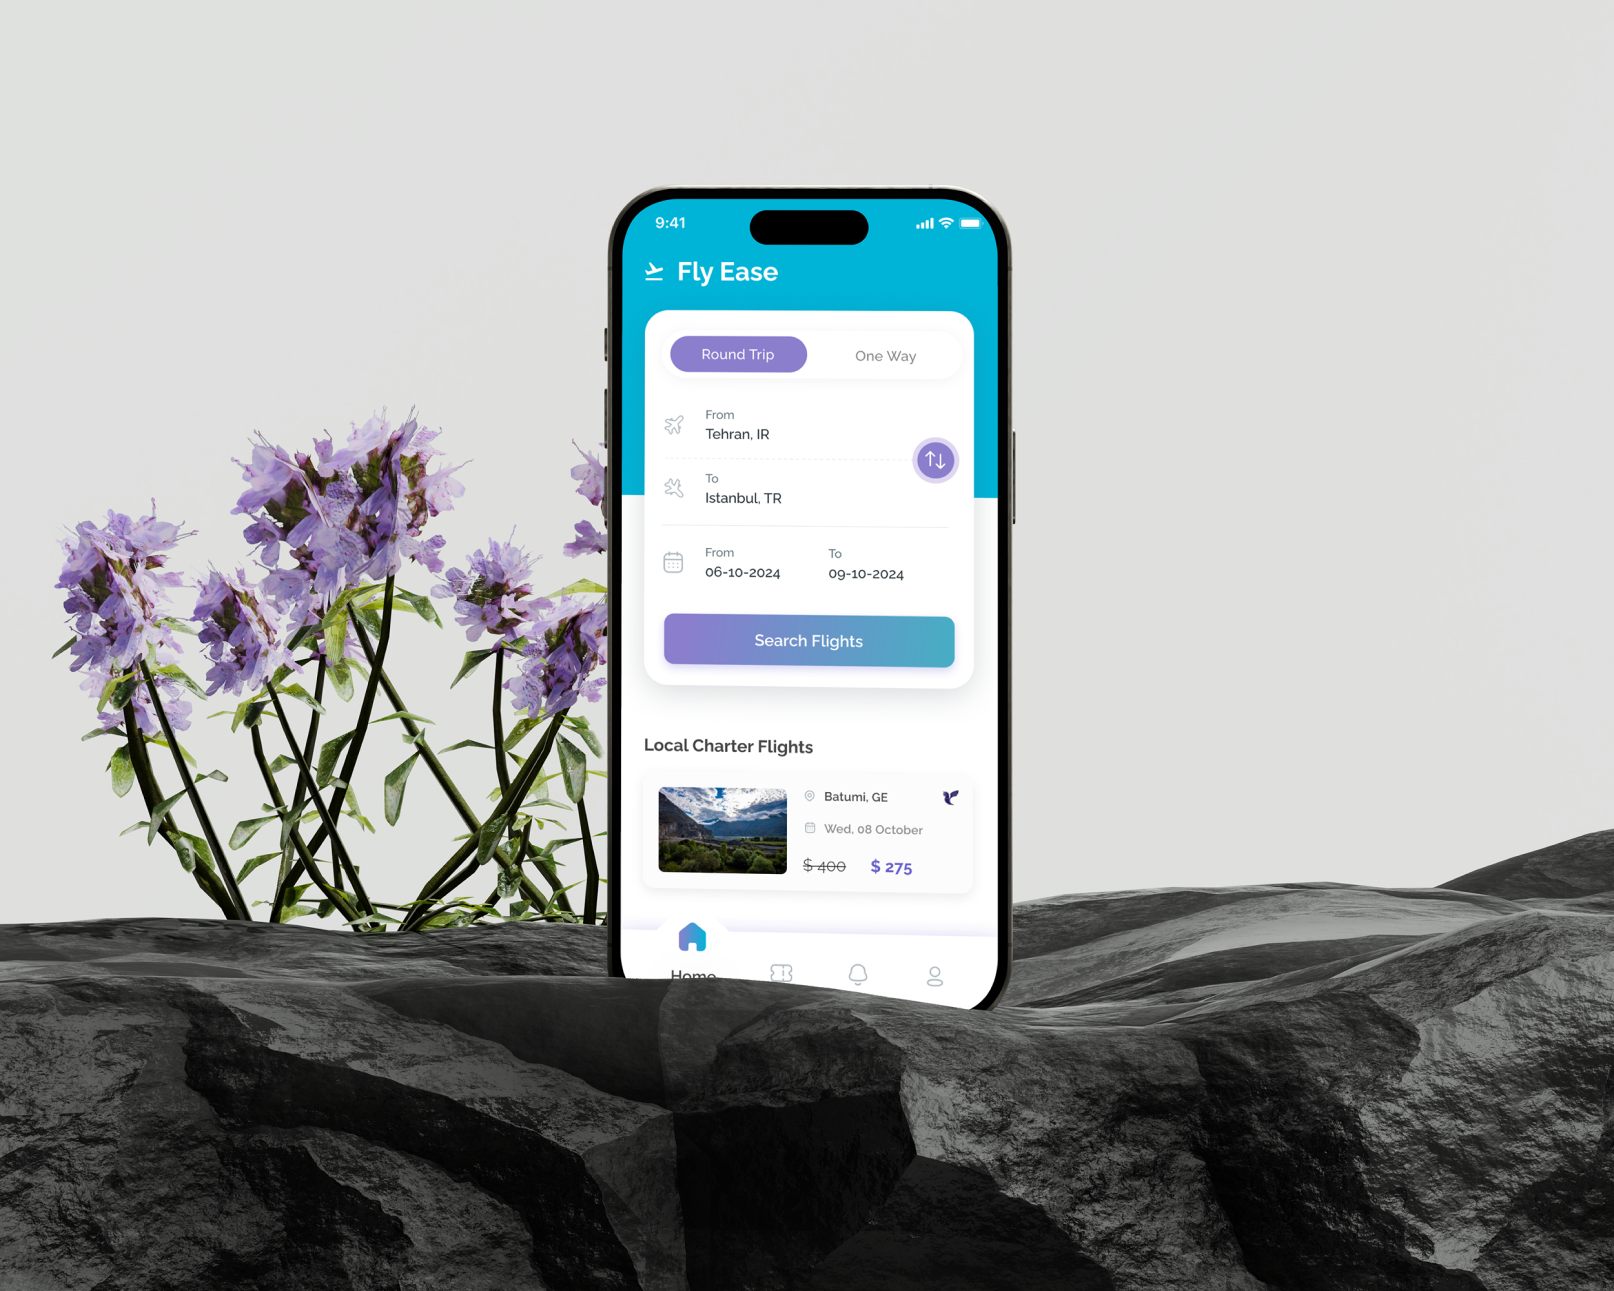 9:41
Fly Ease
Round Trip
One Way
From
Tehran, IR
To
Istanbul, TR
From
To
06-10-2024
09-10-2024
Search Flights
Local Charter Flights
Batumi, GE
Wed, 08 October
$ 400
$ 275
Home